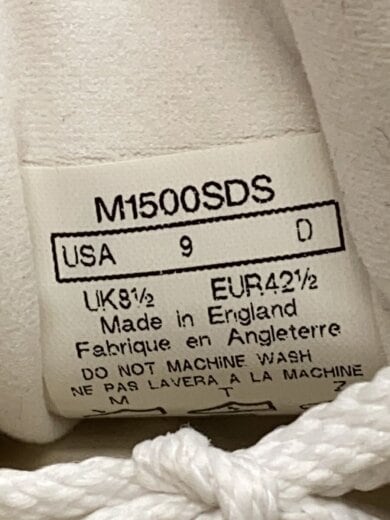 M1500SDS
USA 9 D
UK8½ EUR42½
Made in England
Fabrique en Angleterre
DO NOT MACHINE WASH
NE PAS LAVERA A LA MACHINE
M T Z